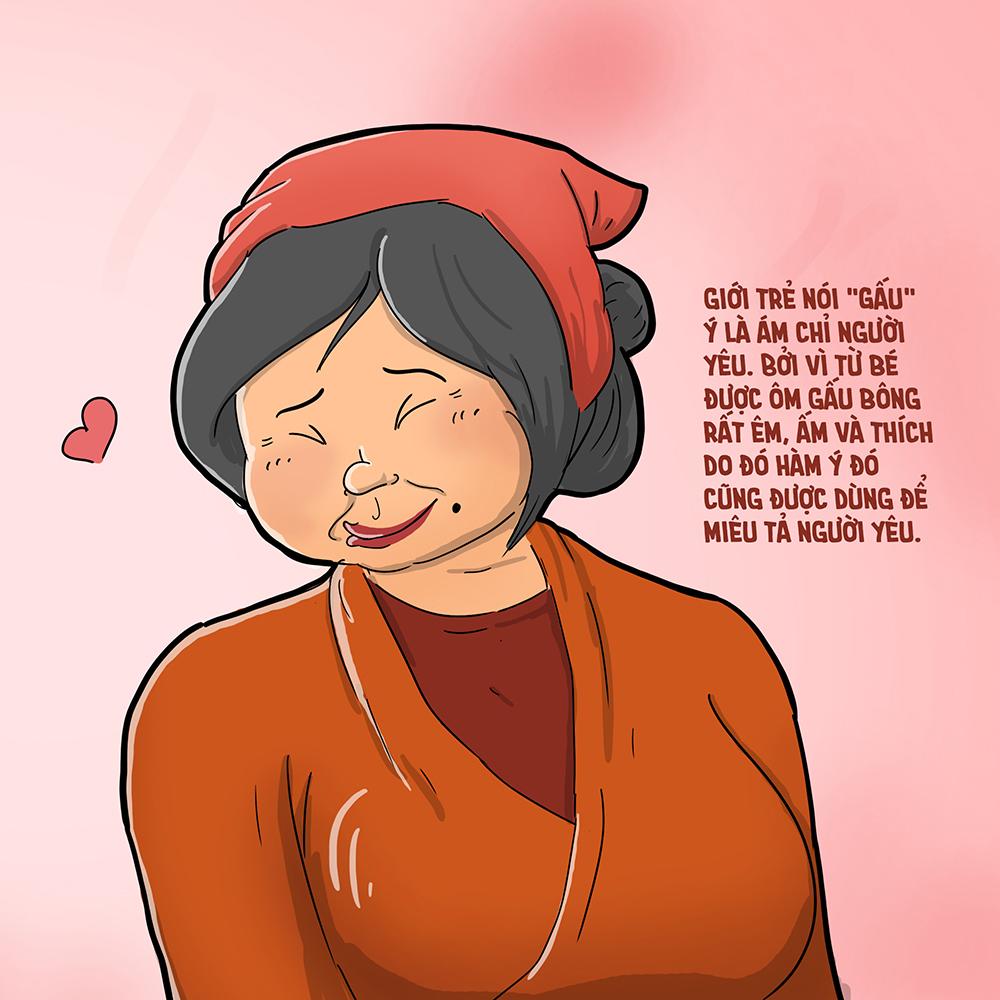 GIỚI TRẺ NÓI "GẤU"
Ý LÀ ÁM CHỈ NGƯỜI
YÊU. BỞI VÌ TỪ BÉ
ĐƯỢC ÔM GẤU BÔNG
RẤT ÊM, ẤM VÀ THÍCH
DO ĐÓ HÀM Ý ĐÓ
CŨNG ĐƯỢC DÙNG ĐỂ
MIÊU TẢ NGƯỜI YÊU.